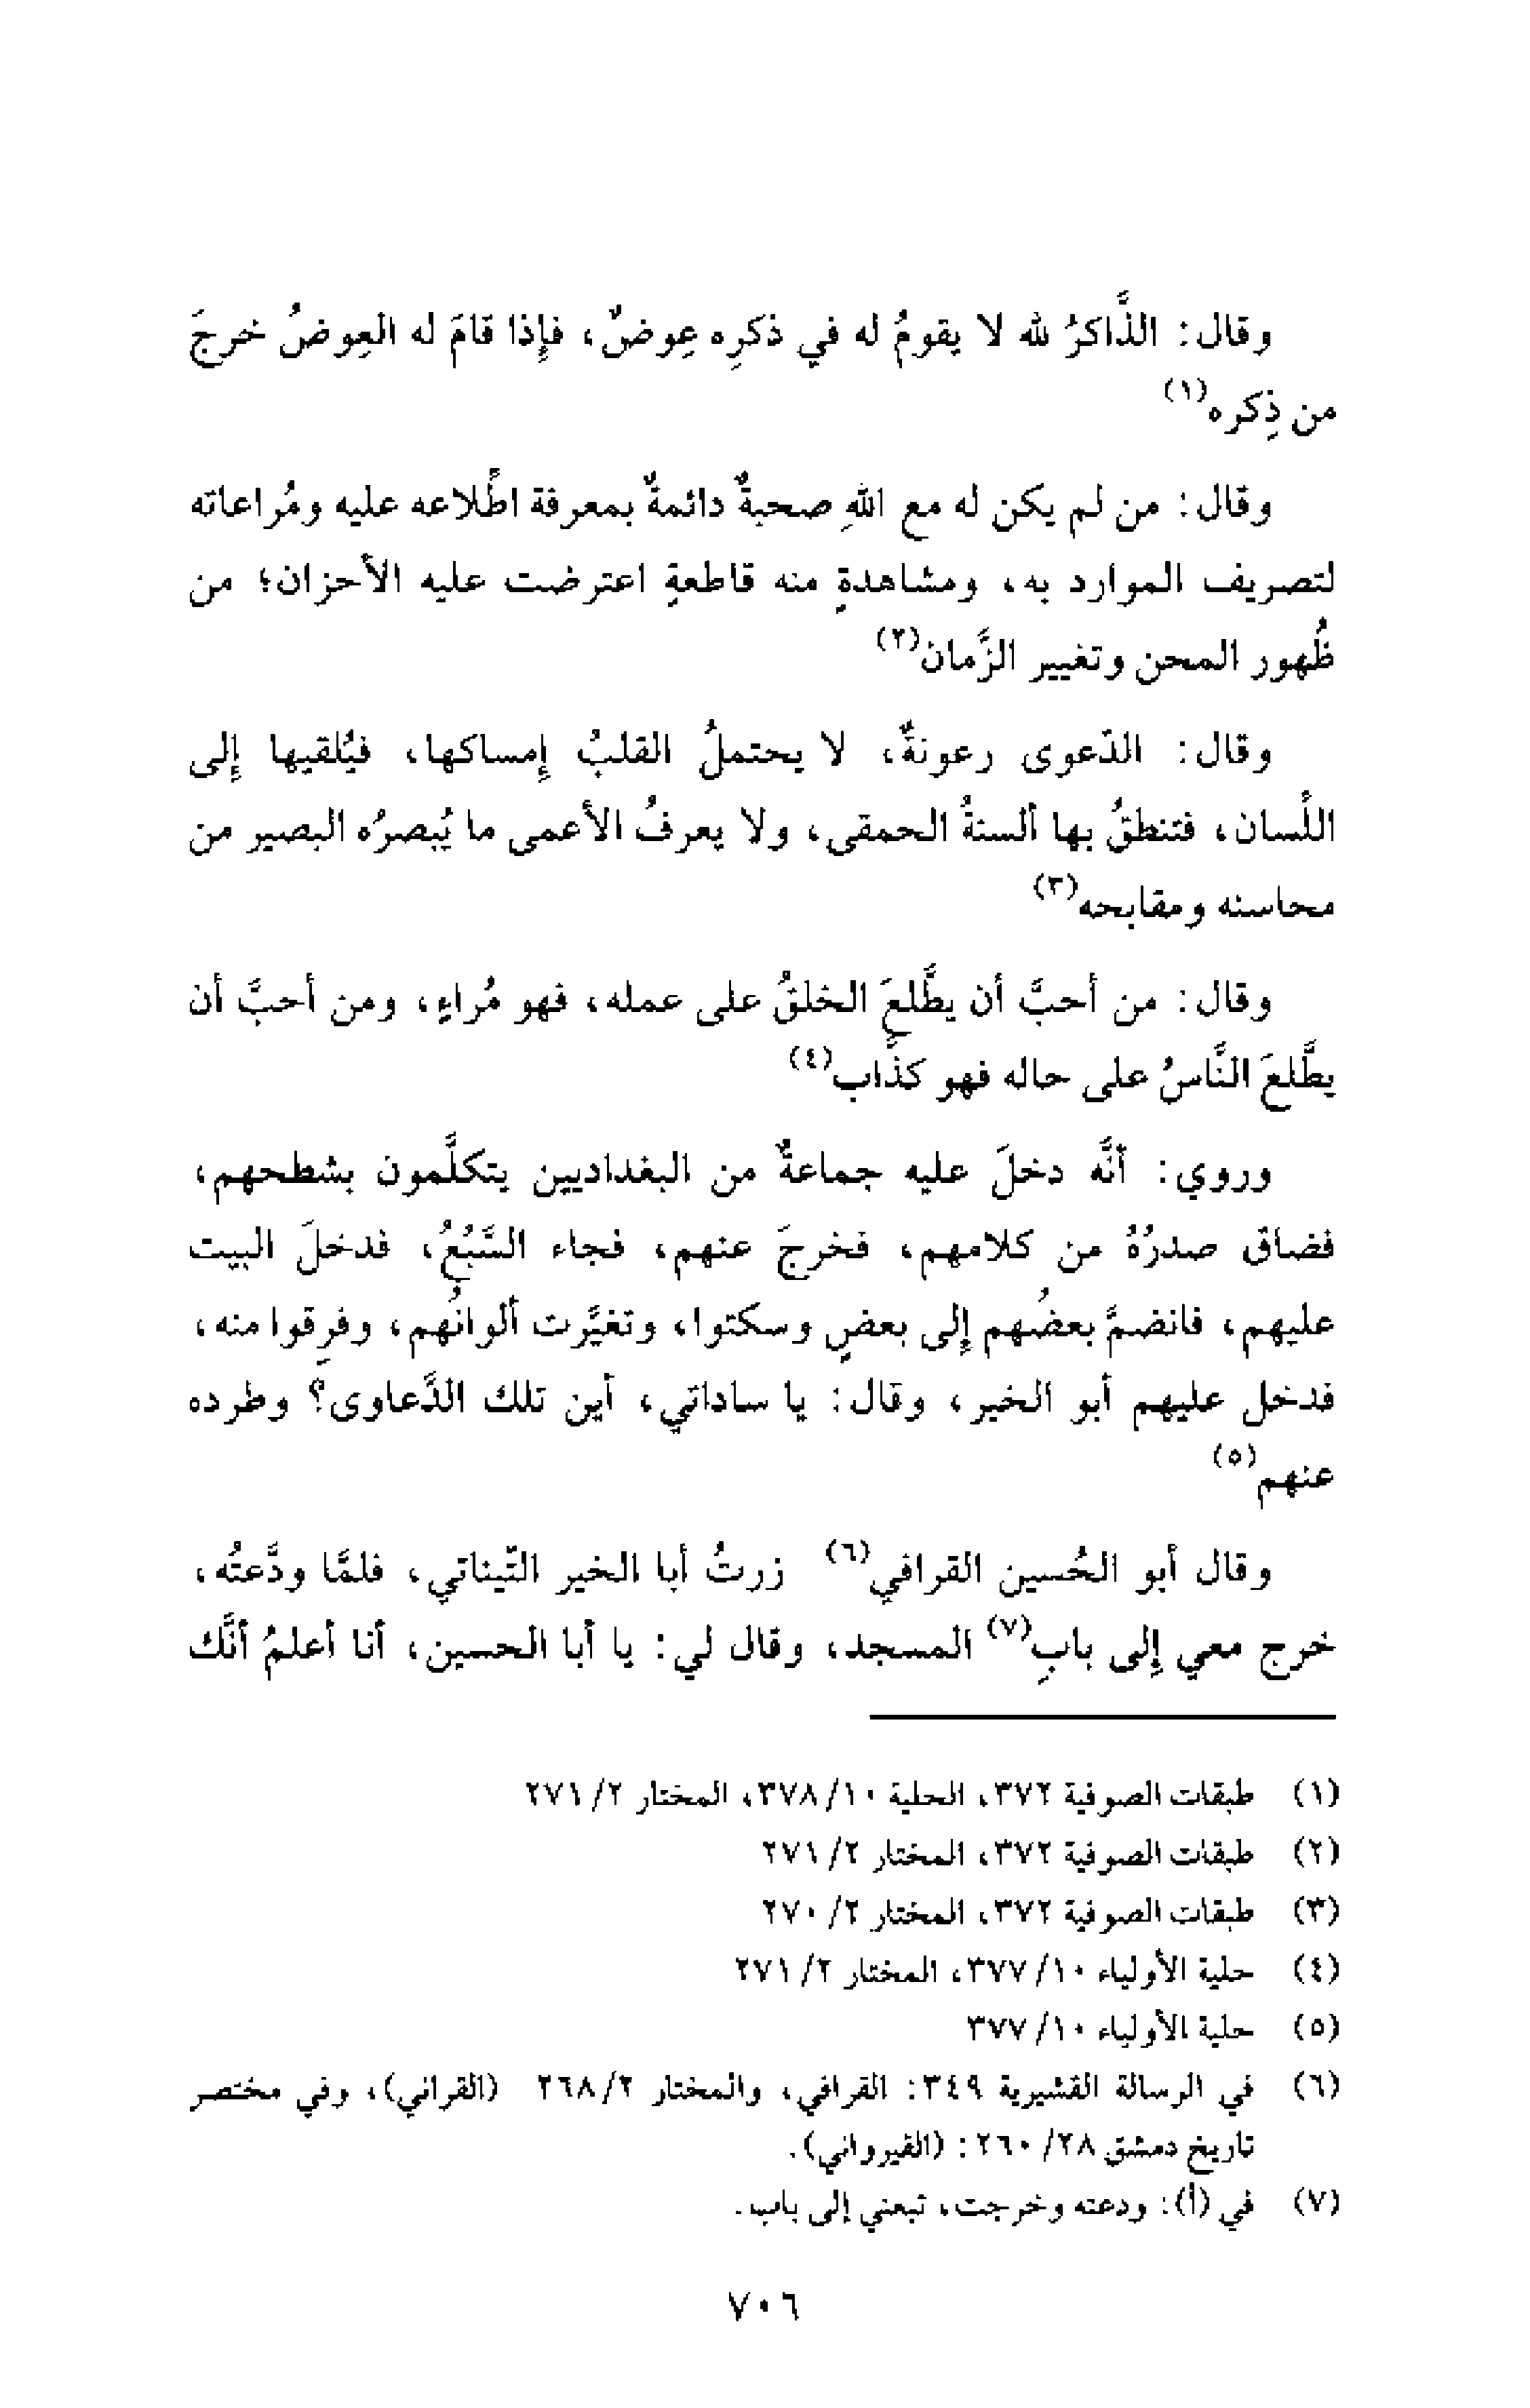 وقال: الذَّاكرُ لله لا يقومُ له في ذكرِه عِوضٌ، فإِذا قامَ له العِوضُ خرجَ
من ذِكره(١)
وقال: من لم يكن له مع اللهِ صحبةٌ دائمةٌ بمعرفة اطِّلاعه عليه ومُراعاته
لتصريف الموارد به، ومشاهدةٍ منه قاطعةٍ اعترضت عليه الأحزان؛ من
ظُهور المحن وتغيير الزَّمان(٢)
وقال: الدَعوى رعونةٌ، لا يحتملُ القلبُ إِمساكها، فيُلقيها إِلى
اللِّسان، فتنطقُ بها ألسنةُ الحمقى، ولا يعرفُ الأعمى ما يُبصرُه البصير من
محاسنه ومقابحه(٣)
وقال: من أحبَّ أن يطَّلعَ الخلقُ على عمله، فهو مُراءٍ، ومن أحبَّ أن
يطَّلعَ النَّاسُ على حاله فهو كذَّاب(٤)
وروي: أنَّه دخلَ عليه جماعةٌ من البغداديين يتكلَّمون بشطحهم،
فضاق صدرُهُ من كلامهم، فخرجَ عنهم، فجاء السَّبُعُ، فدخلَ البيت
عليهم، فانضمَّ بعضُهم إِلى بعضٍ وسكتوا، وتغيَّرت ألوانُهم، وفرِقوا منه،
فدخل عليهم أبو الخير، وقال: يا ساداتي، أين تلك الدَّعاوى؟ وطرده
عنهم(٥)
وقال أبو الحُسين القرافي(٦) زرتُ أبا الخير التّيناتي، فلمَّا ودَّعتُه،
خرج معي إِلى بابِ(٧) المسجد، وقال لي: يا أبا الحسين، أنا أعلمُ أنَّك
(١) طبقات الصوفية ٣٧٢، الحلية ٣٧٨/١٠، المختار ٢٧١/٢
(٢) طبقات الصوفية ٣٧٢، المختار ٢٧١/٢
(٣) طبقات الصوفية ٣٧٢، المختار ٢٧٠/٢
(٤) حلية الأولياء ٣٧٧/١٠، المختار ٢٧١/٢
(٥) حلية الأولياء ٣٧٧/١٠
(٦) في الرسالة القشيرية ٣٤٩: القرافي، والمختار ٢٦٨/٢ (القراني)، وفي مختصر
تاريخ دمشق ٢٦٠/٢٨: (القيرواني).
(٧) في (أ): ودعته وخرجت، تبعني إلى باب.
٧٠٦